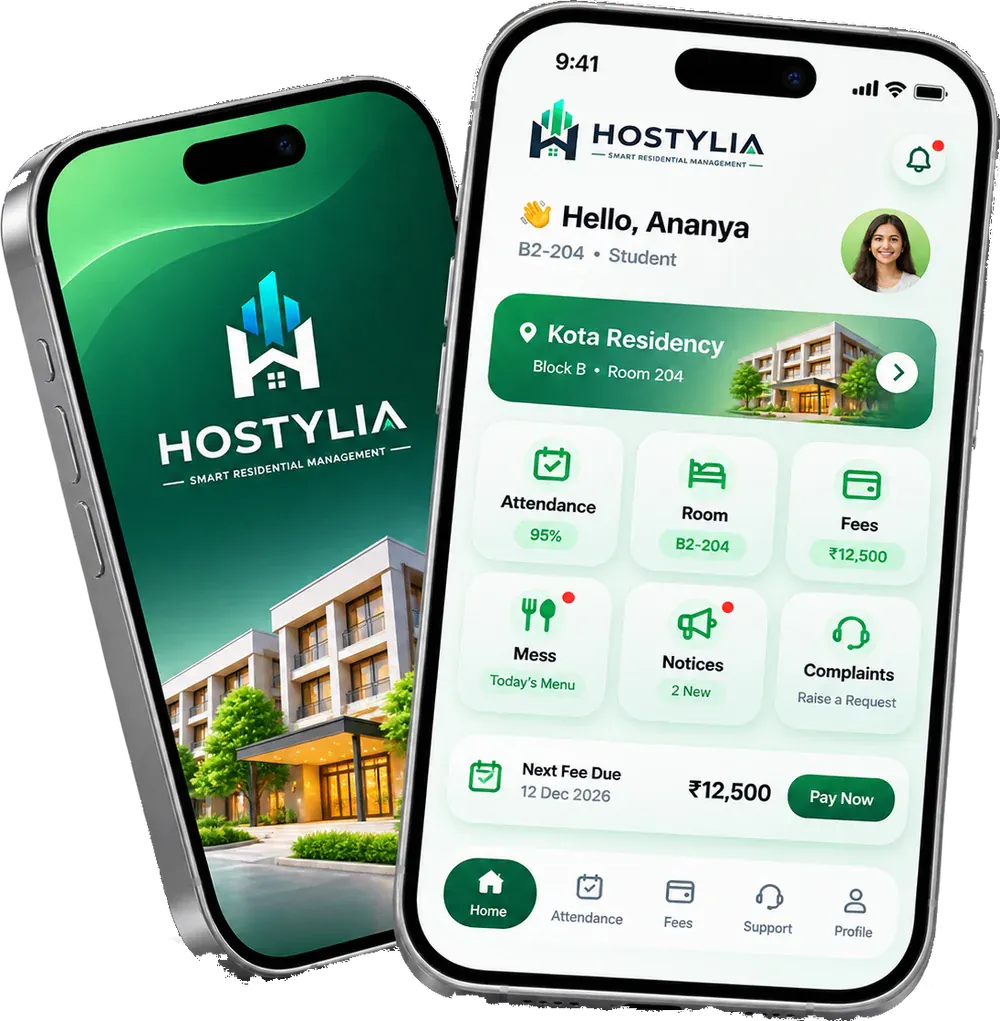 HOSTYLIA
SMART RESIDENTIAL MANAGEMENT
9:41
HOSTYLIA
SMART RESIDENTIAL MANAGEMENT
👋 Hello, Ananya
B2-204 • Student
Kota Residency
Block B • Room 204
Attendance
95%
Room
B2-204
Fees
₹12,500
Mess
Today's Menu
Notices
2 New
Complaints
Raise a Request
Next Fee Due
12 Dec 2026
₹12,500
Pay Now
Home
Attendance
Fees
Support
Profile